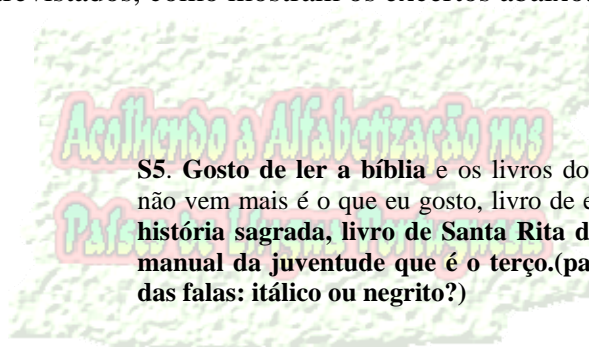 como mostram os excertos
Acolhendo a Alfabetização nos
Países de Língua Portuguesa
S5. Gosto de ler a bíblia e os livros do
não vem mais é o que eu gosto, livro de e
história sagrada, livro de Santa Rita d
manual da juventude que é o terço.(pa
das falas: itálico ou negrito?)